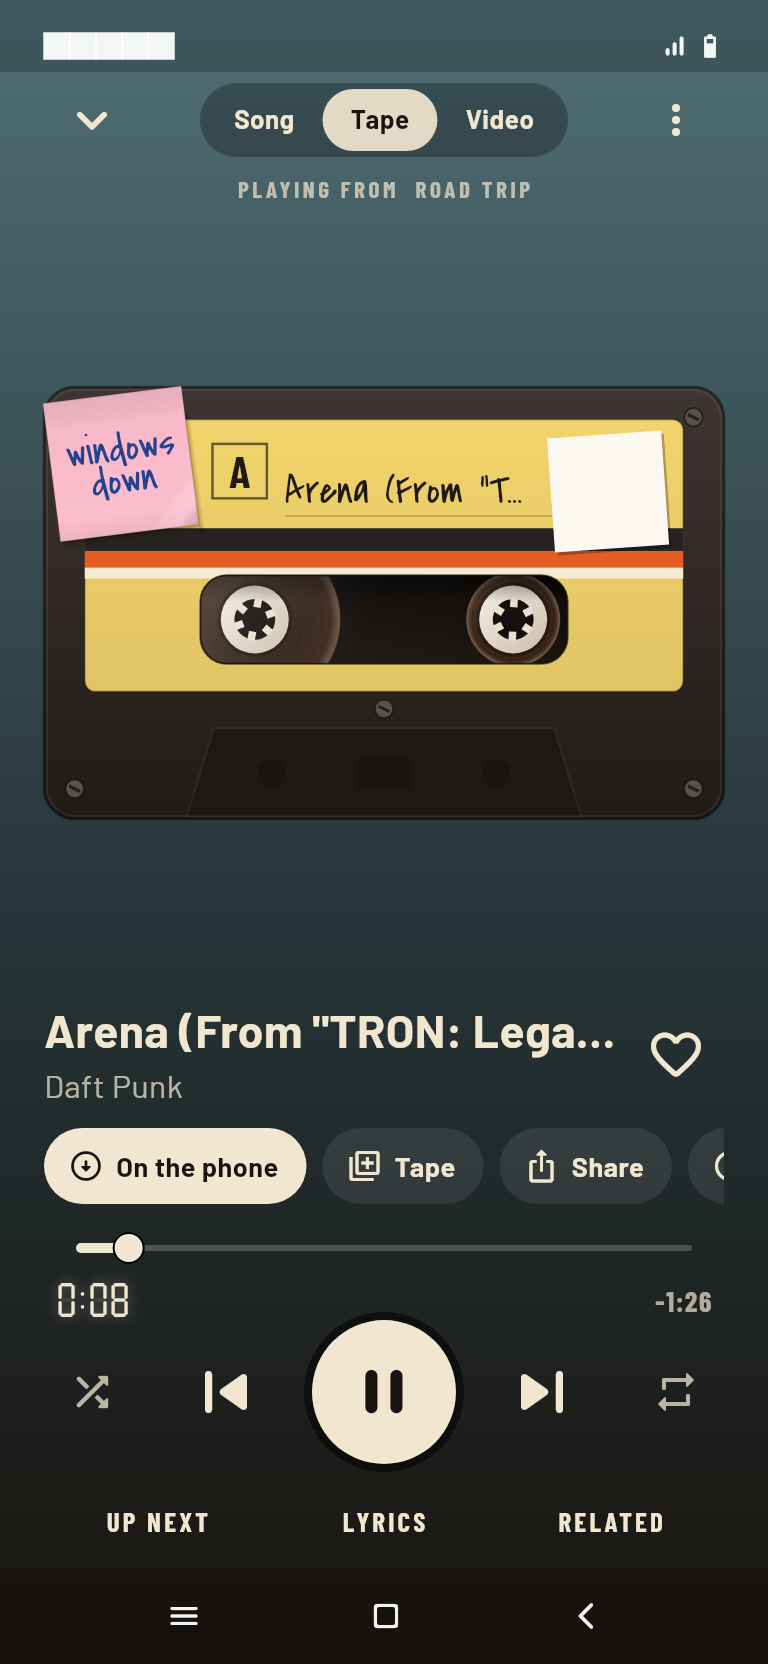 Song Tape Video
PLAYING FROM ROAD TRIP
windows
down
A
Arena (From "T...
Arena (From "TRON: Lega...
Daft Punk
On the phone Tape Share
0:08 -1:26
UP NEXT LYRICS RELATED